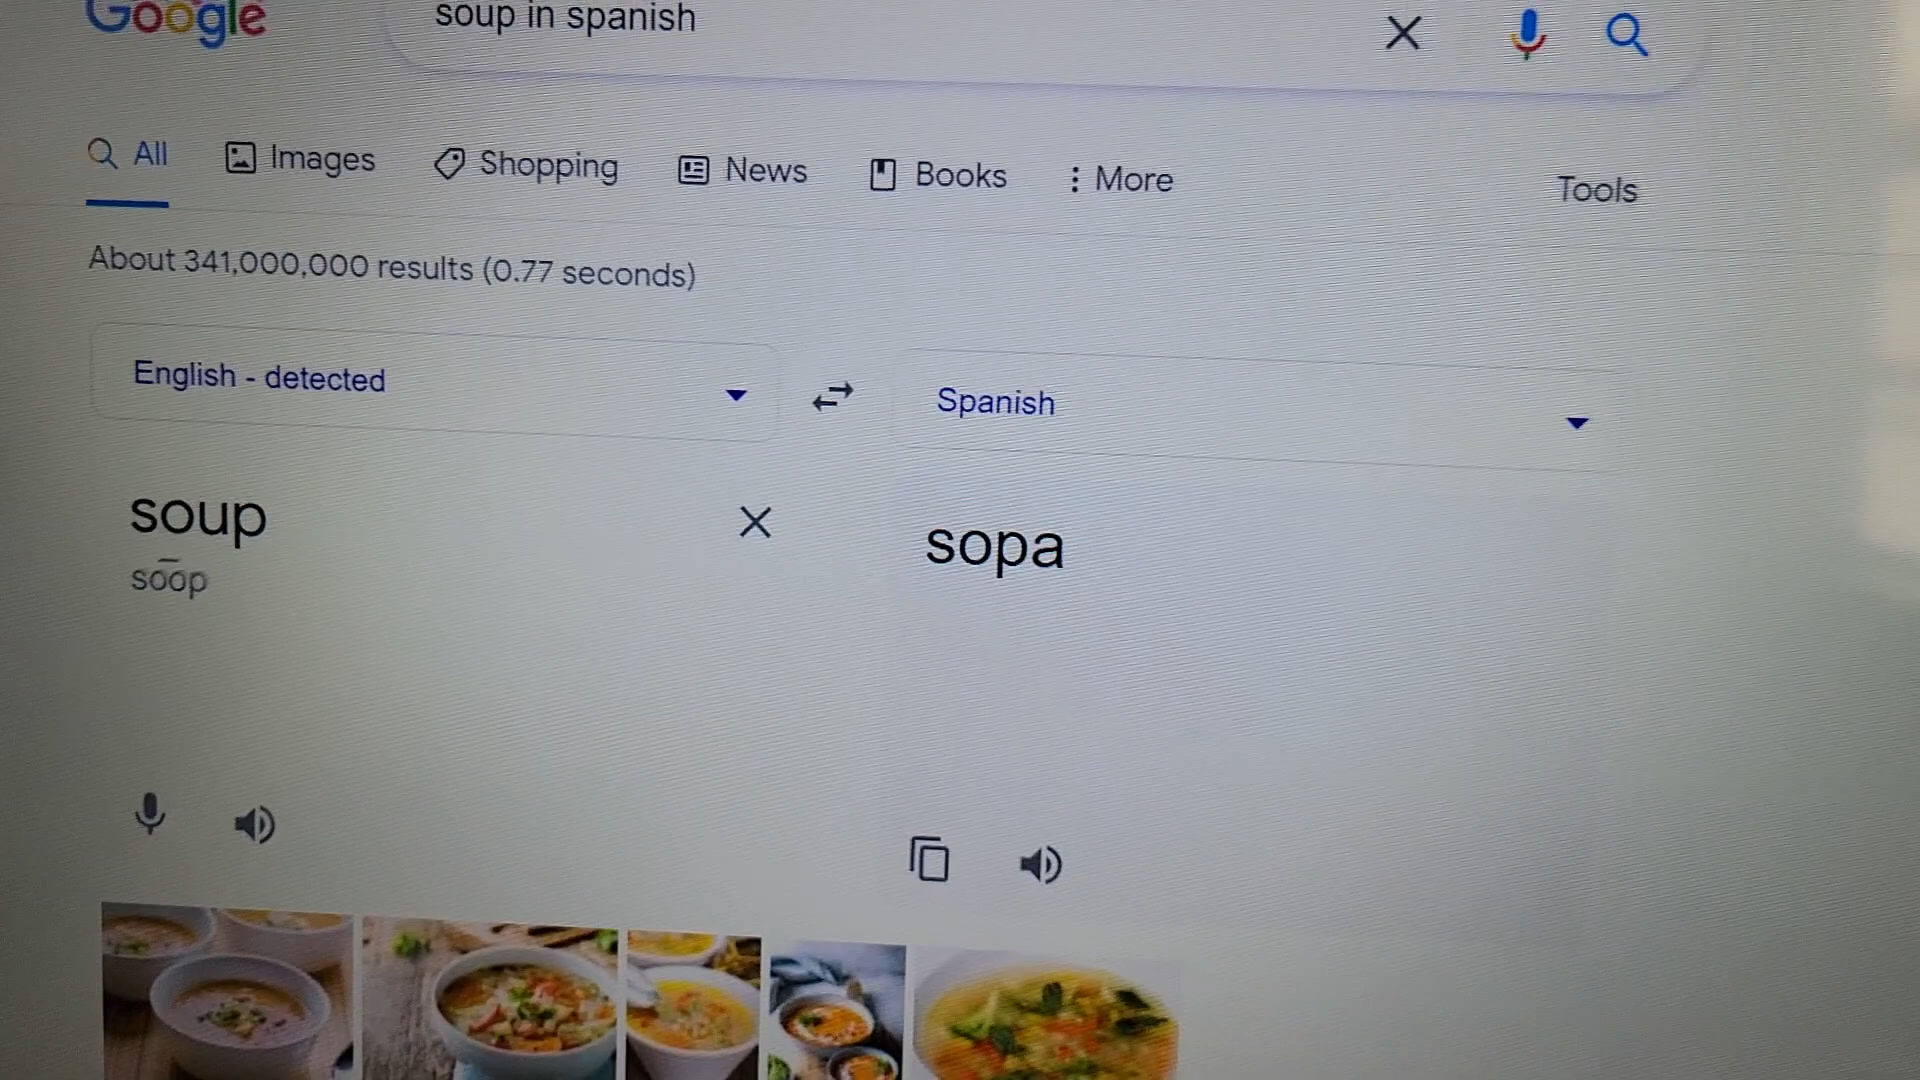 Google
soup in spanish
All Images Shopping News Books More Tools
About 341,000,000 results (0.77 seconds)
English - detected Spanish
soup sopa
so͞op